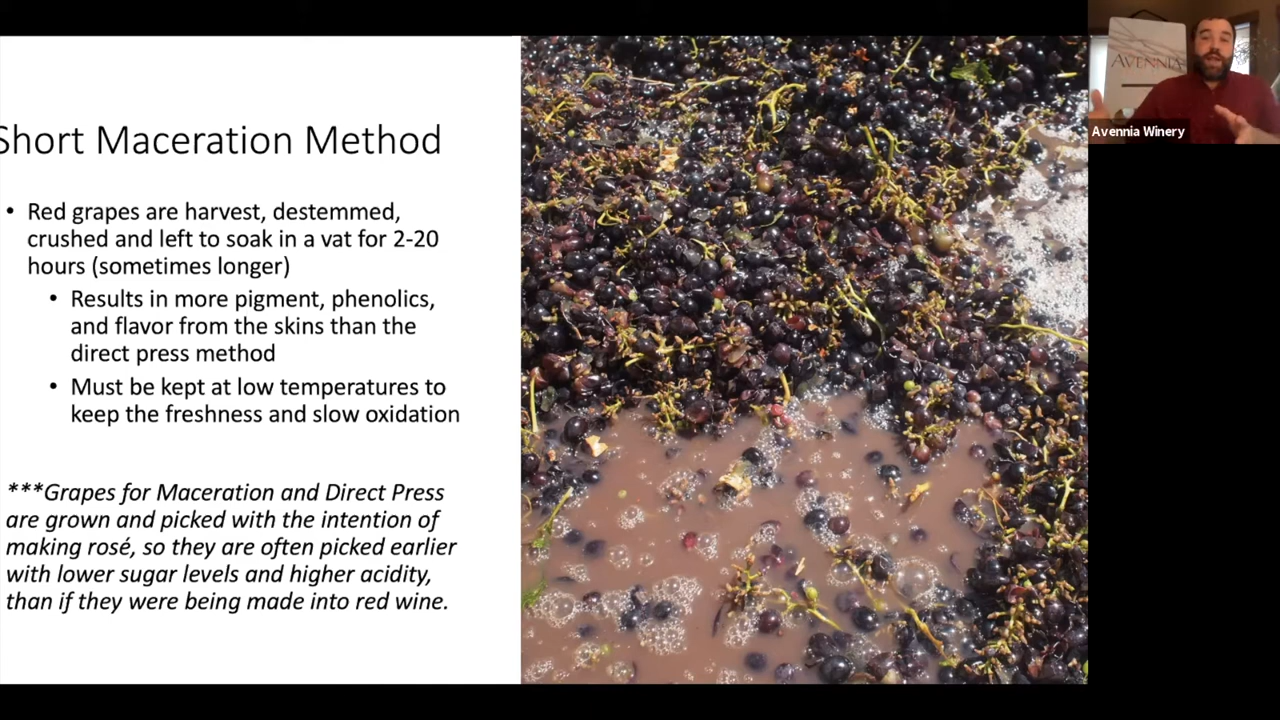 Short Maceration Method
• Red grapes are harvest, destemmed,
crushed and left to soak in a vat for 2-20
hours (sometimes longer)
• Results in more pigment, phenolics,
and flavor from the skins than the
direct press method
• Must be kept at low temperatures to
keep the freshness and slow oxidation
***Grapes for Maceration and Direct Press
are grown and picked with the intention of
making rosé, so they are often picked earlier
with lower sugar levels and higher acidity,
than if they were being made into red wine.
AVENNIA
Avennia Winery